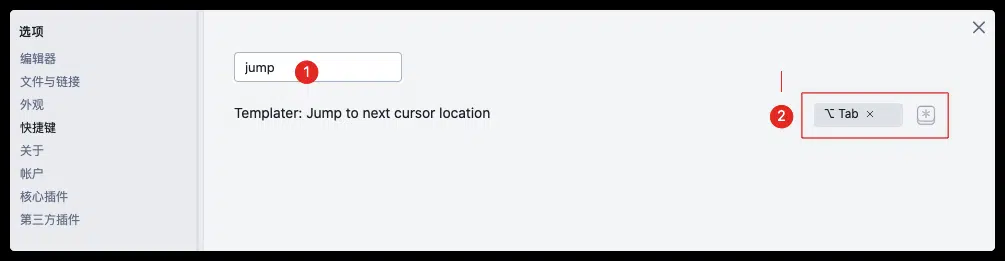 选项
编辑器
文件与链接
外观
快捷键
关于
帐户
核心插件
第三方插件
jump 1
Templater: Jump to next cursor location
2 ⌥ Tab ×